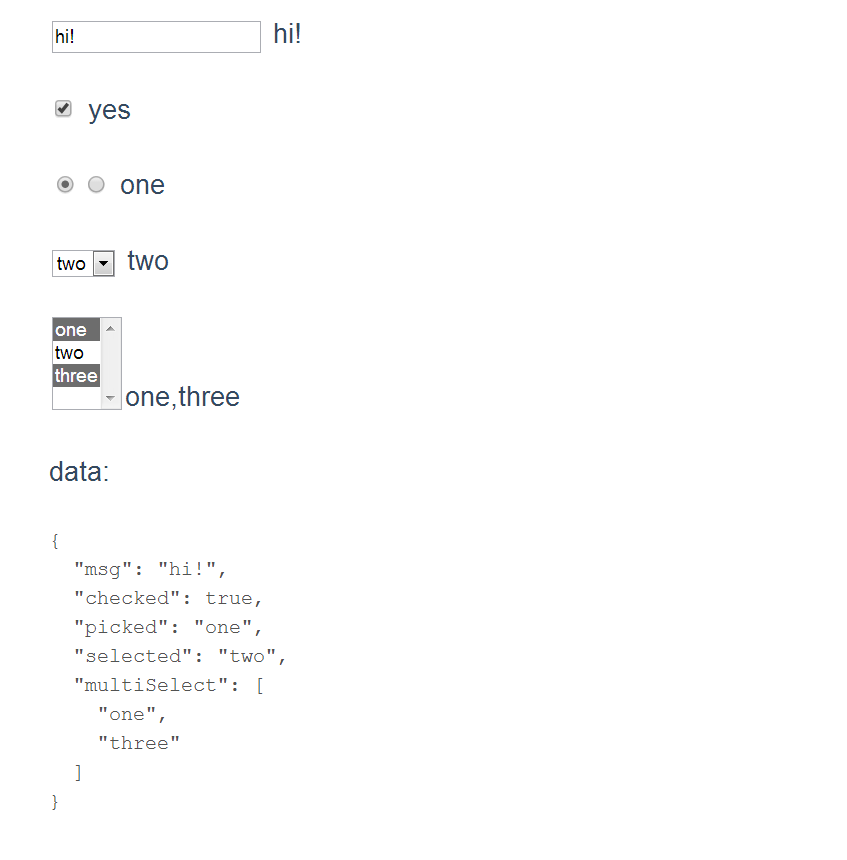 hi! hi!
yes
one
two two
one
two
three
one,three
data:
{
  "msg": "hi!",
  "checked": true,
  "picked": "one",
  "selected": "two",
  "multiSelect": [
    "one",
    "three"
  ]
}